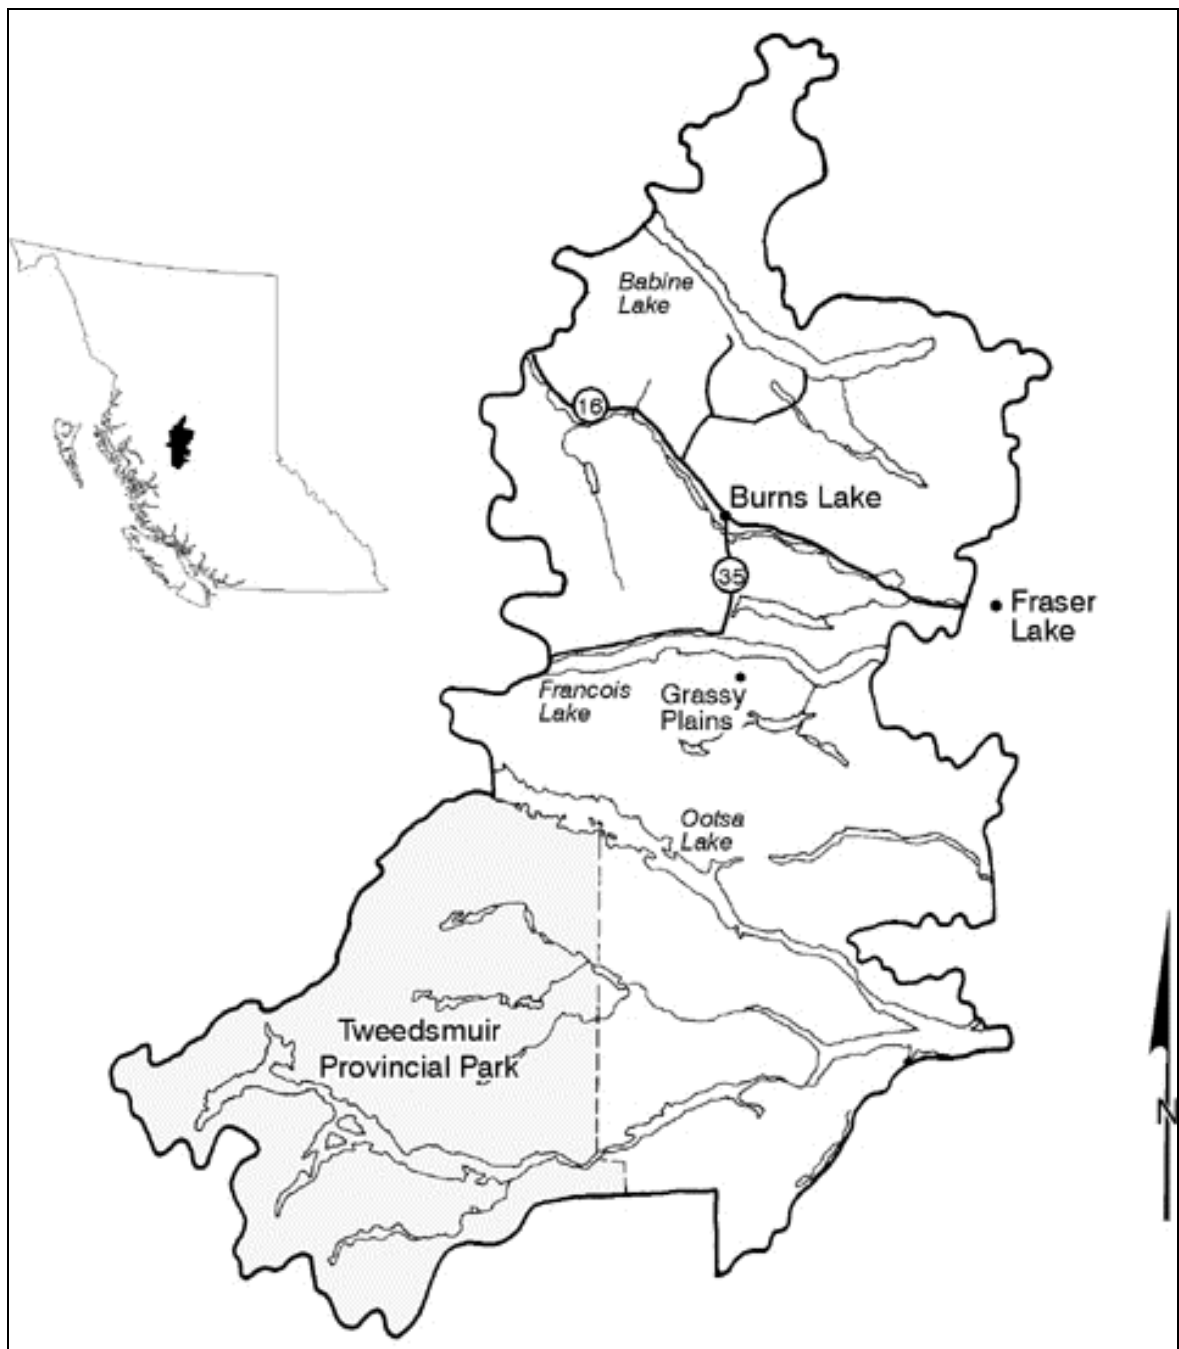 Babine
Lake
16
Burns Lake
35
Fraser
Lake
Francois
Lake
Grassy
Plains
Ootsa
Lake
Tweedsmuir
Provincial Park
N